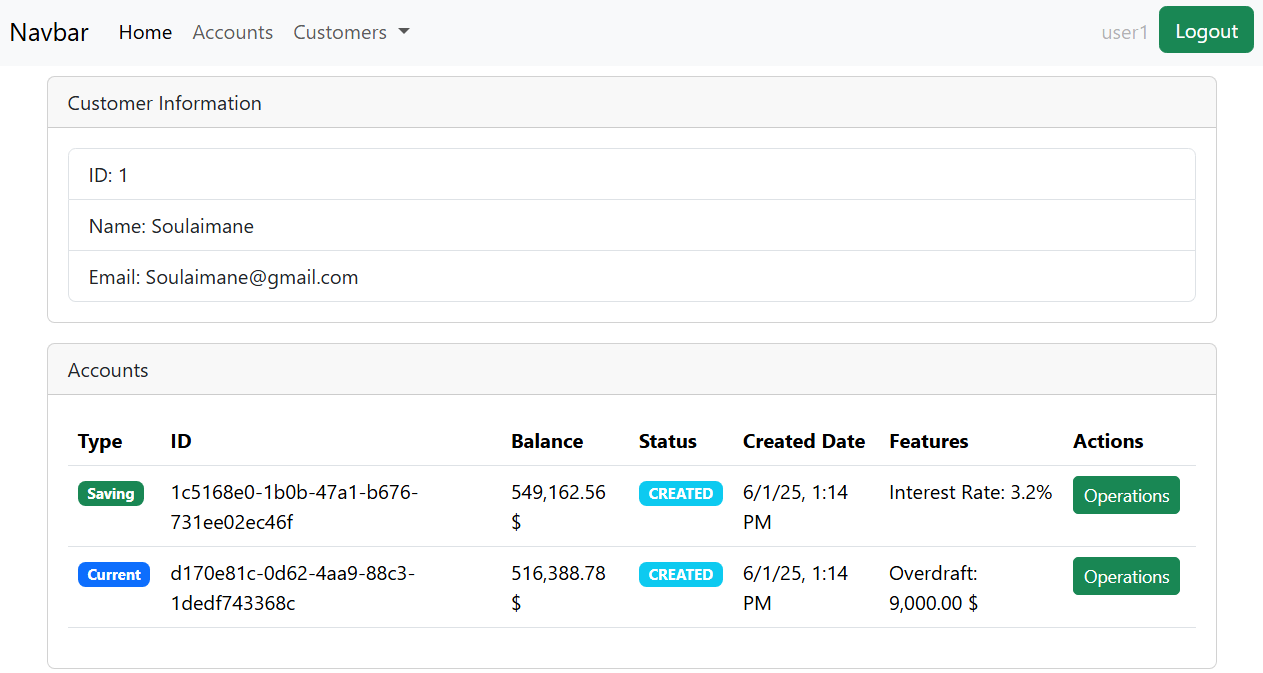 Navbar Home Accounts Customers user1 Logout
Customer Information
ID: 1
Name: Soulaimane
Email: Soulaimane@gmail.com
Accounts
Type ID Balance Status Created Date Features Actions
Saving 1c5168e0-1b0b-47a1-b676- 549,162.56 CREATED 6/1/25, 1:14 Interest Rate: 3.2% Operations
731ee02ec46f $ PM
Current d170e81c-0d62-4aa9-88c3- 516,388.78 CREATED 6/1/25, 1:14 Overdraft: Operations
1dedf743368c $ PM 9,000.00 $